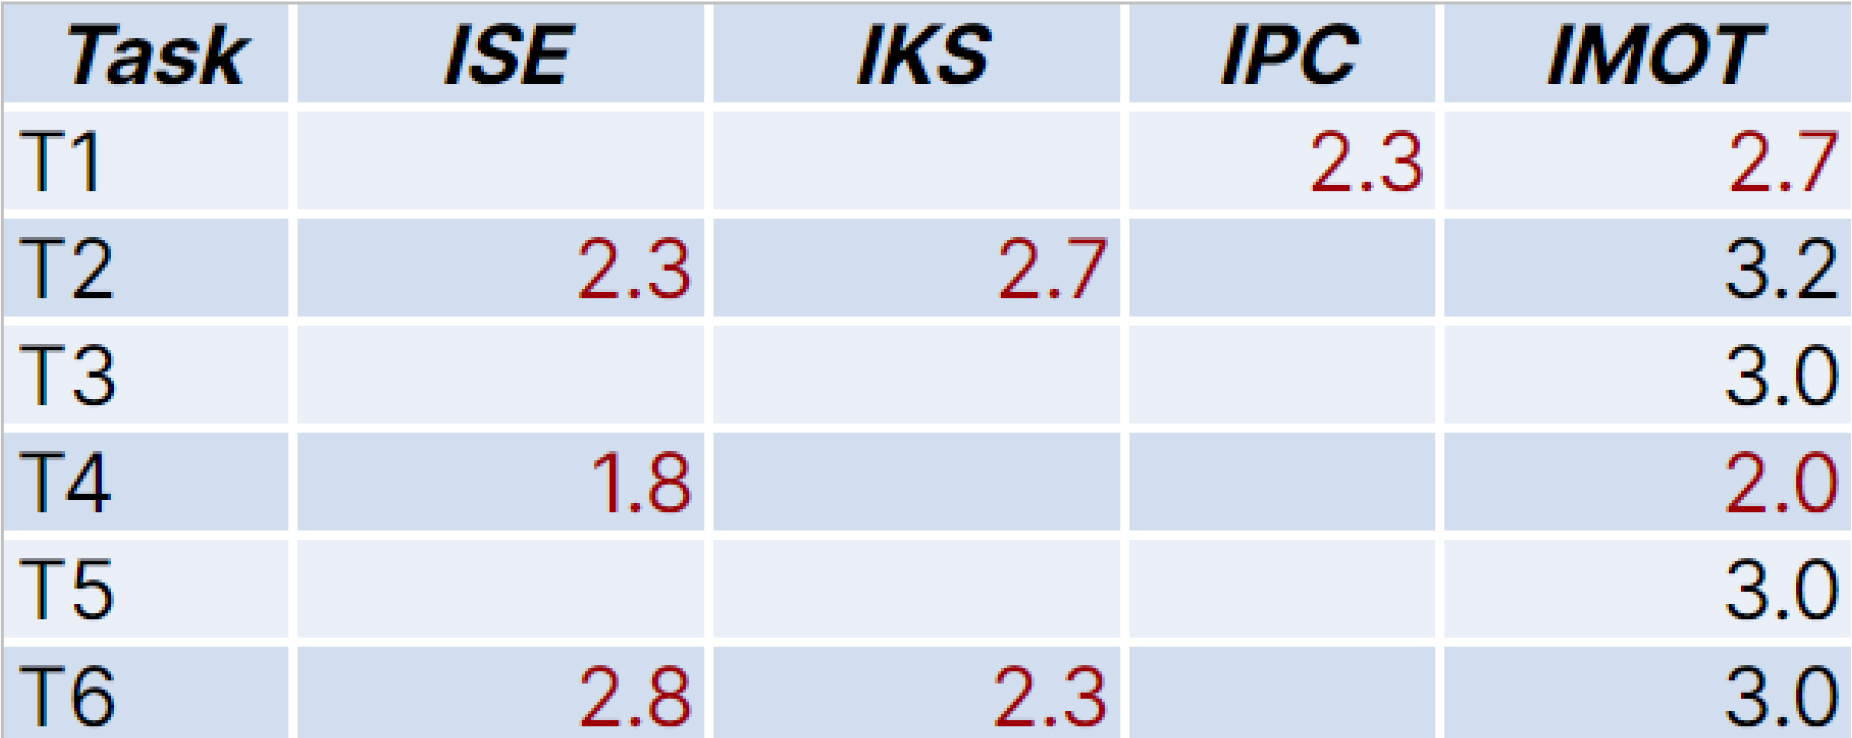 Task ISE IKS IPC IMOT
T1 2.3 2.7
T2 2.3 2.7 3.2
T3 3.0
T4 1.8 2.0
T5 3.0
T6 2.8 2.3 3.0